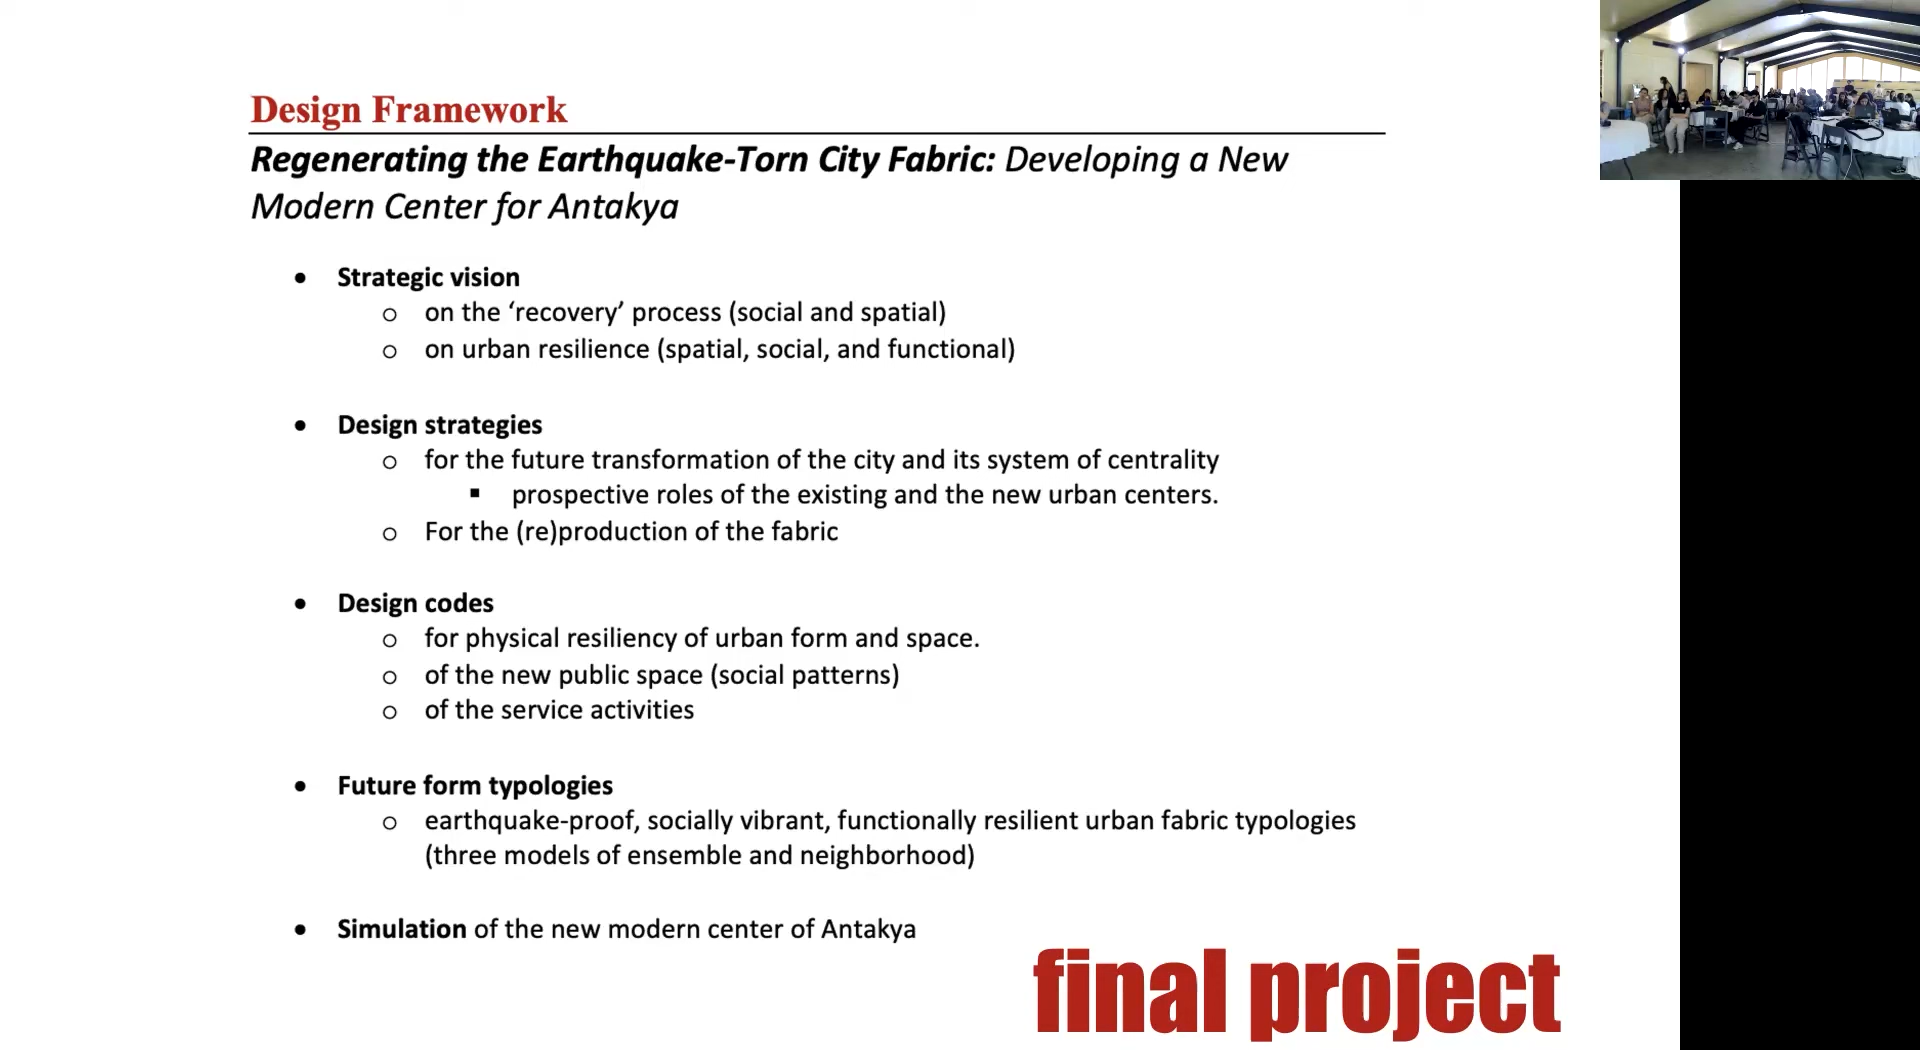 Design Framework
Regenerating the Earthquake-Torn City Fabric: Developing a New
Modern Center for Antakya
• Strategic vision
o on the ‘recovery’ process (social and spatial)
o on urban resilience (spatial, social, and functional)
• Design strategies
o for the future transformation of the city and its system of centrality
▪ prospective roles of the existing and the new urban centers.
o For the (re)production of the fabric
• Design codes
o for physical resiliency of urban form and space.
o of the new public space (social patterns)
o of the service activities
• Future form typologies
o earthquake-proof, socially vibrant, functionally resilient urban fabric typologies
(three models of ensemble and neighborhood)
• Simulation of the new modern center of Antakya
final project